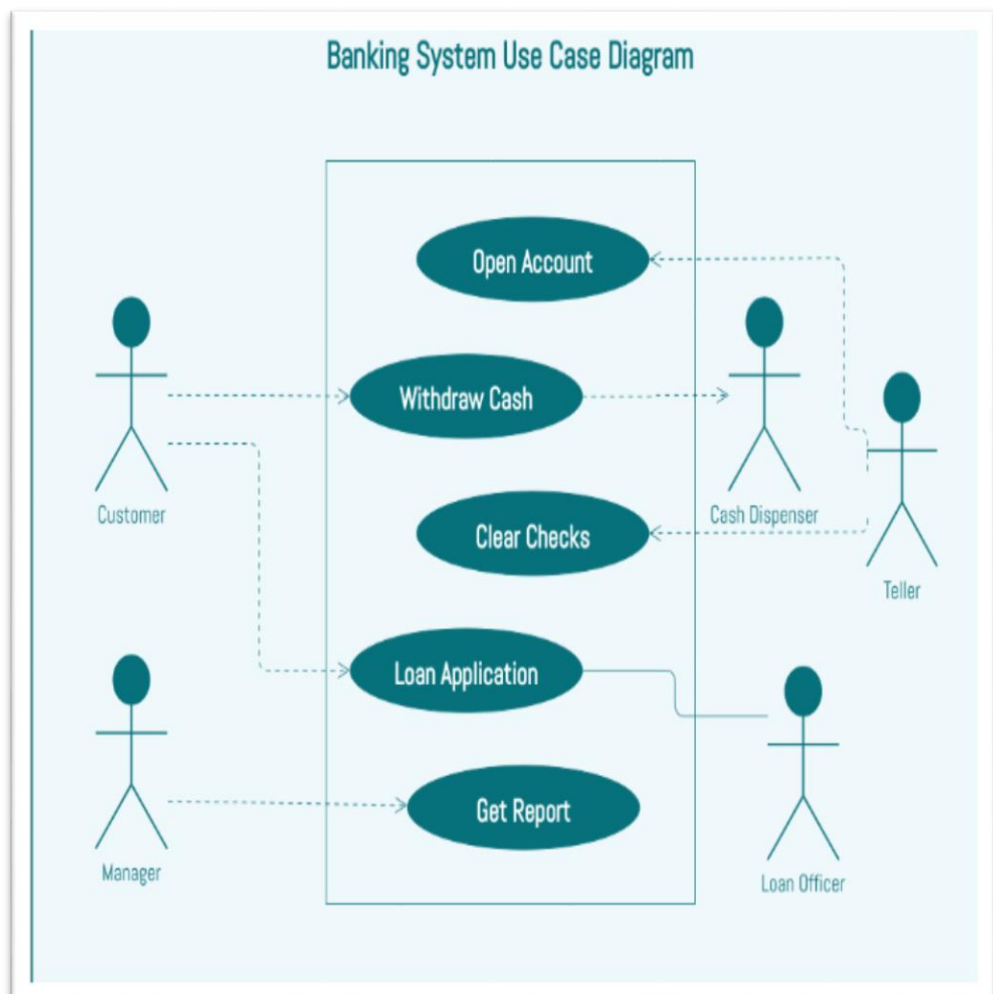 Banking System Use Case Diagram
Open Account
Withdraw Cash
Customer
Cash Dispenser
Clear Checks
Teller
Loan Application
Get Report
Manager
Loan Officer